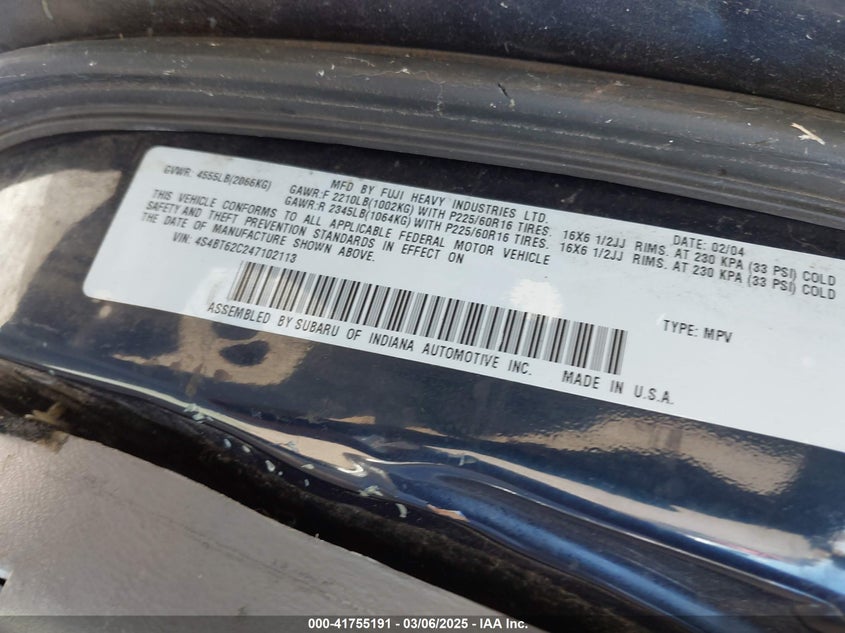 MFD BY FUJI HEAVY INDUSTRIES LTD. DATE: 02/04
GVWR: 4555LB(2066KG) GAWR:F 2210LB(1002KG) WITH P225/60R16 TIRES. 16X6 1/2JJ RIMS. AT 230 KPA (33 PSI) COLD
GAWR:R 2345LB(1064KG) WITH P225/60R16 TIRES. 16X6 1/2JJ RIMS. AT 230 KPA (33 PSI) COLD
THIS VEHICLE CONFORMS TO ALL APPLICABLE FEDERAL MOTOR VEHICLE
SAFETY AND THEFT PREVENTION STANDARDS IN EFFECT ON
THE DATE OF MANUFACTURE SHOWN ABOVE.
VIN: 4S4BT62C247102113
TYPE: MPV
ASSEMBLED BY SUBARU OF INDIANA AUTOMOTIVE INC. MADE IN U.S.A.
000-41755191 - 03/06/2025 - IAA Inc.